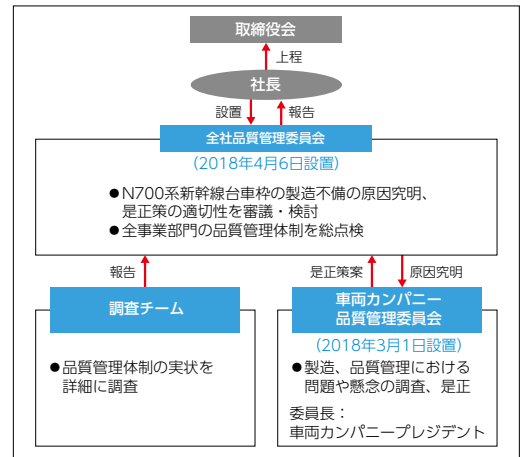 取締役会
上程
社長
設置
報告
全社品質管理委員会
(2018年4月6日設置)
●N700系新幹線台車枠の製造不備の原因究明、
是正策の適切性を審議・検討
●全事業部門の品質管理体制を総点検
報告
是正策案
原因究明
調査チーム
●品質管理体制の実状を
詳細に調査
車両カンパニー
品質管理委員会
(2018年3月1日設置)
●製造、品質管理における
問題や懸念の調査、是正
委員長：
車両カンパニープレジデント